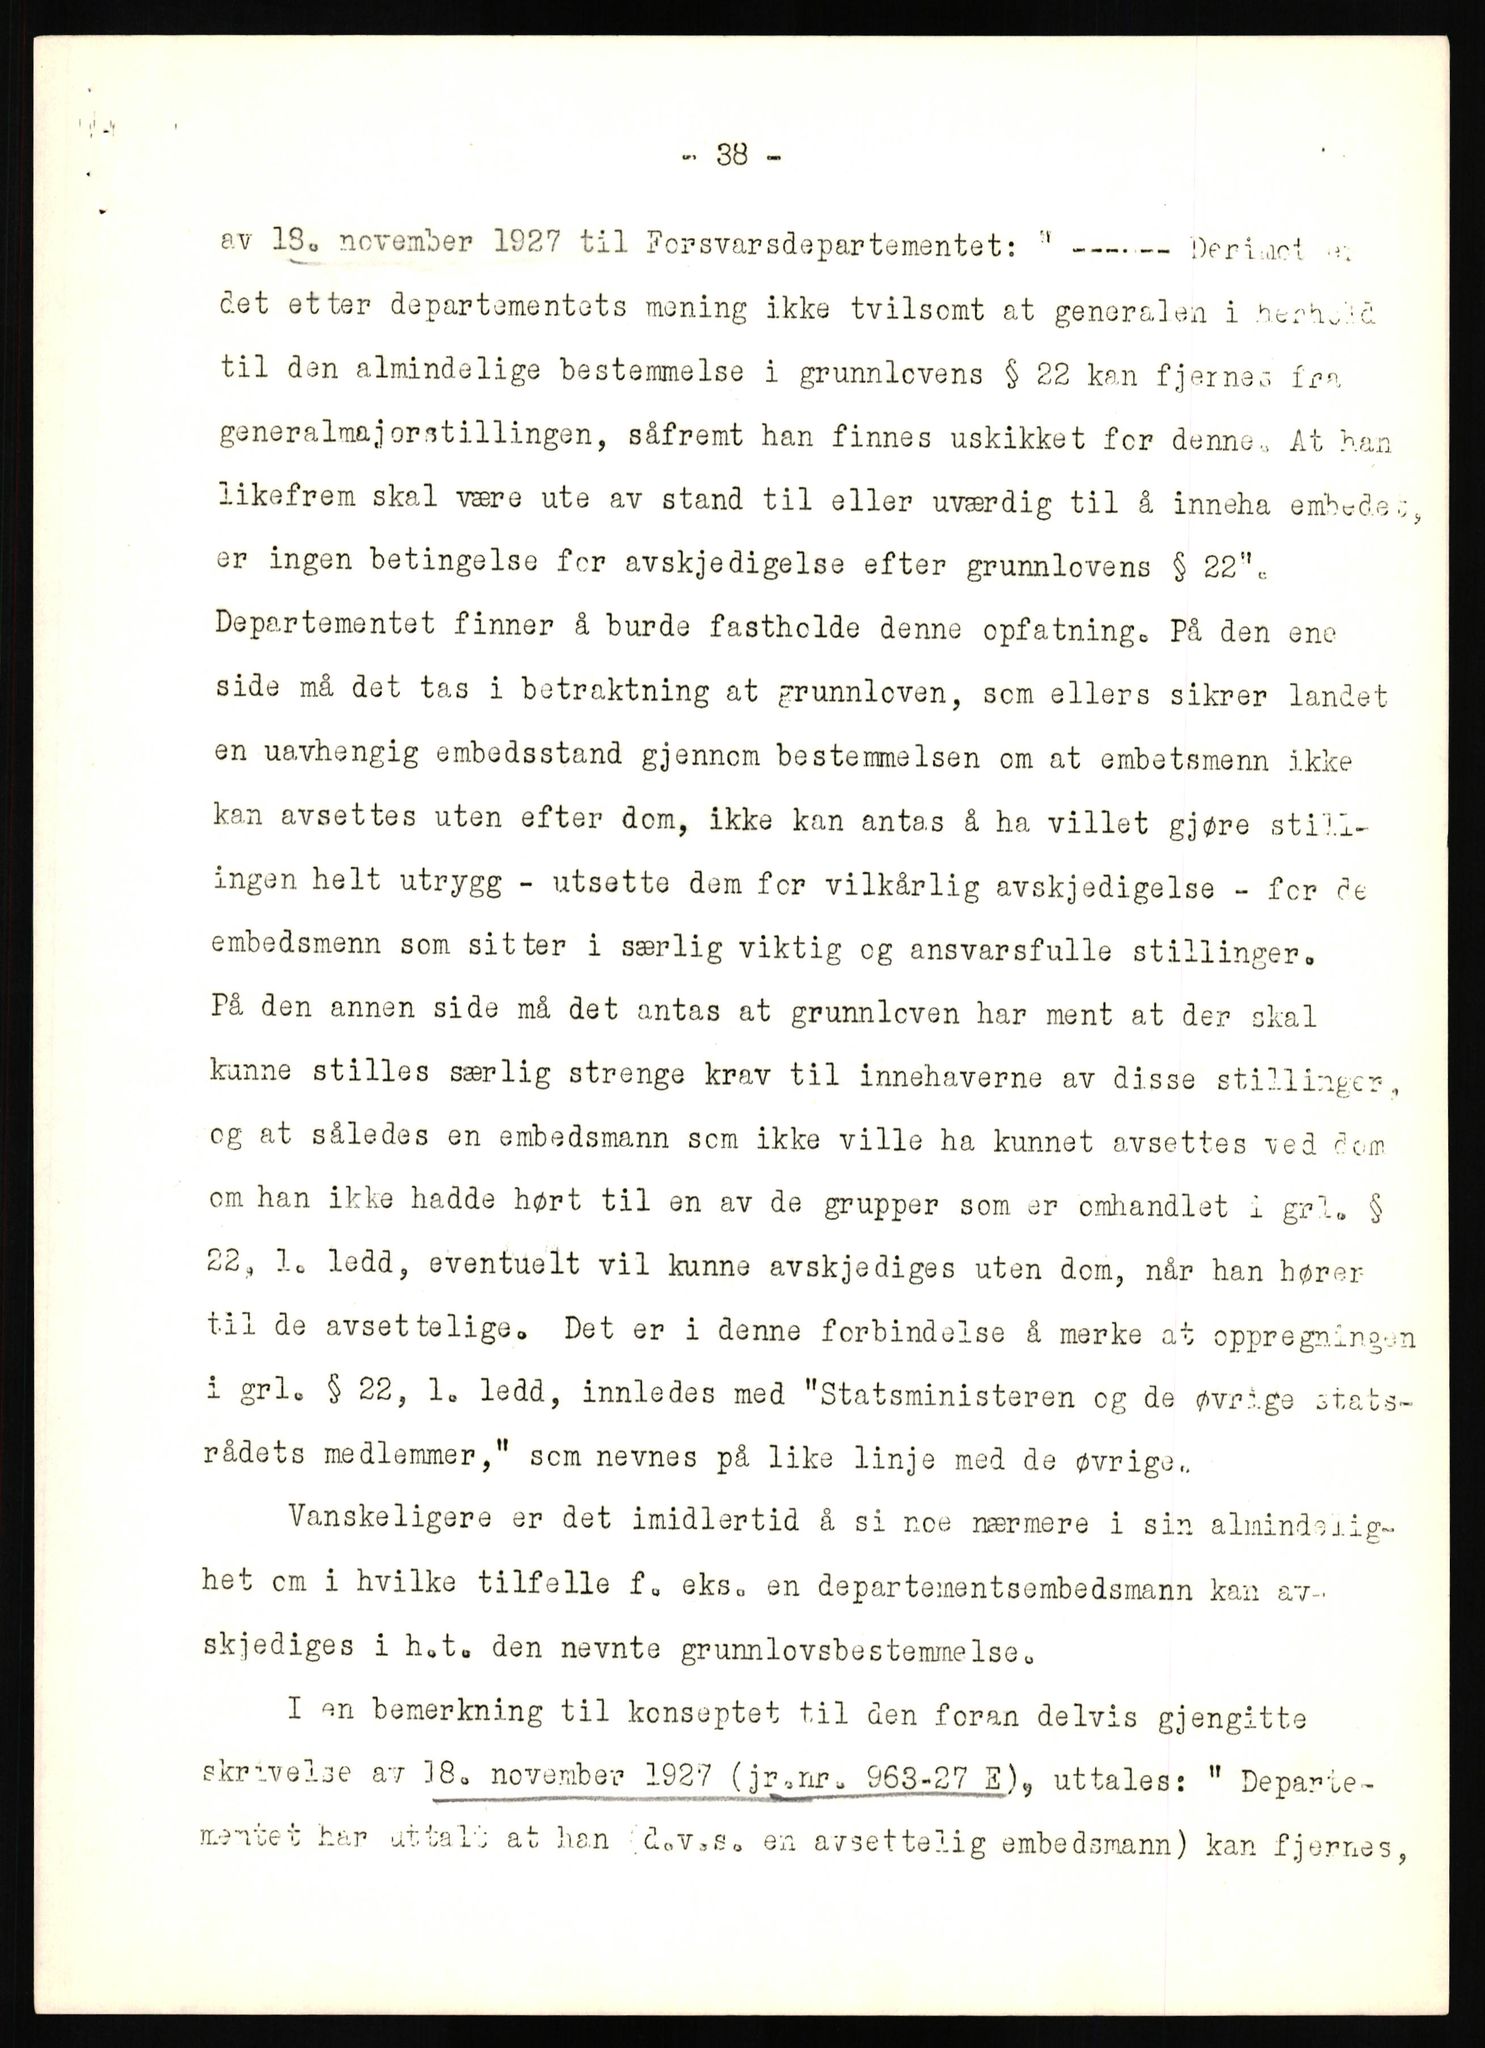 - 38 -
av 18. november 1927 til Forsvarsdepartementet: " ------- Derimot er
det etter departementets mening ikke tvilsomt at generalen i henhold
til den almindelige bestemmelse i grunnlovens § 22 kan fjernes fra
generalmajorstillingen, såfremt han finnes uskikket for denne. At han
likefrem skal være ute av stand til eller uværdig til å inneha embedet,
er ingen betingelse for avskjedigelse efter grunnlovens § 22".
Departementet finner å burde fastholde denne opfatning. På den ene
side må det tas i betraktning at grunnloven, som ellers sikrer landet
en uavhengig embedsstand gjennom bestemmelsen om at embetsmenn ikke
kan avsettes uten efter dom, ikke kan antas å ha villet gjøre still-
ingen helt utrygg - utsette dem for vilkårlig avskjedigelse - for de
embedsmenn som sitter i særlig viktig og ansvarsfulle stillinger.
På den annen side må det antas at grunnloven har ment at der skal
kunne stilles særlig strenge krav til innehaverne av disse stillinger,
og at således en embedsmann som ikke ville ha kunnet avsettes ved dom
om han ikke hadde hørt til en av de grupper som er omhandlet i grl. §
22, 1. ledd, eventuelt vil kunne avskjediges uten dom, når han hører
til de avsettelige. Det er i denne forbindelse å merke at oppregningen
i grl. § 22, 1. ledd, innledes med "Statsministeren og de øvrige stats-
rådets medlemmer," som nevnes på like linje med de øvrige.
Vanskeligere er det imidlertid å si noe nærmere i sin almindelig-
het om i hvilke tilfelle f. eks. en departementsembedsmann kan av-
skjediges i h.t. den nevnte grunnlovsbestemmelse.
I en bemerkning til konseptet til den foran delvis gjengitte
skrivelse av 18. november 1927 (jr.nr. 963-27 E), uttales: " Departe-
mentet har uttalt at han (d.v.s. en avsettelig embedsmann) kan fjernes,